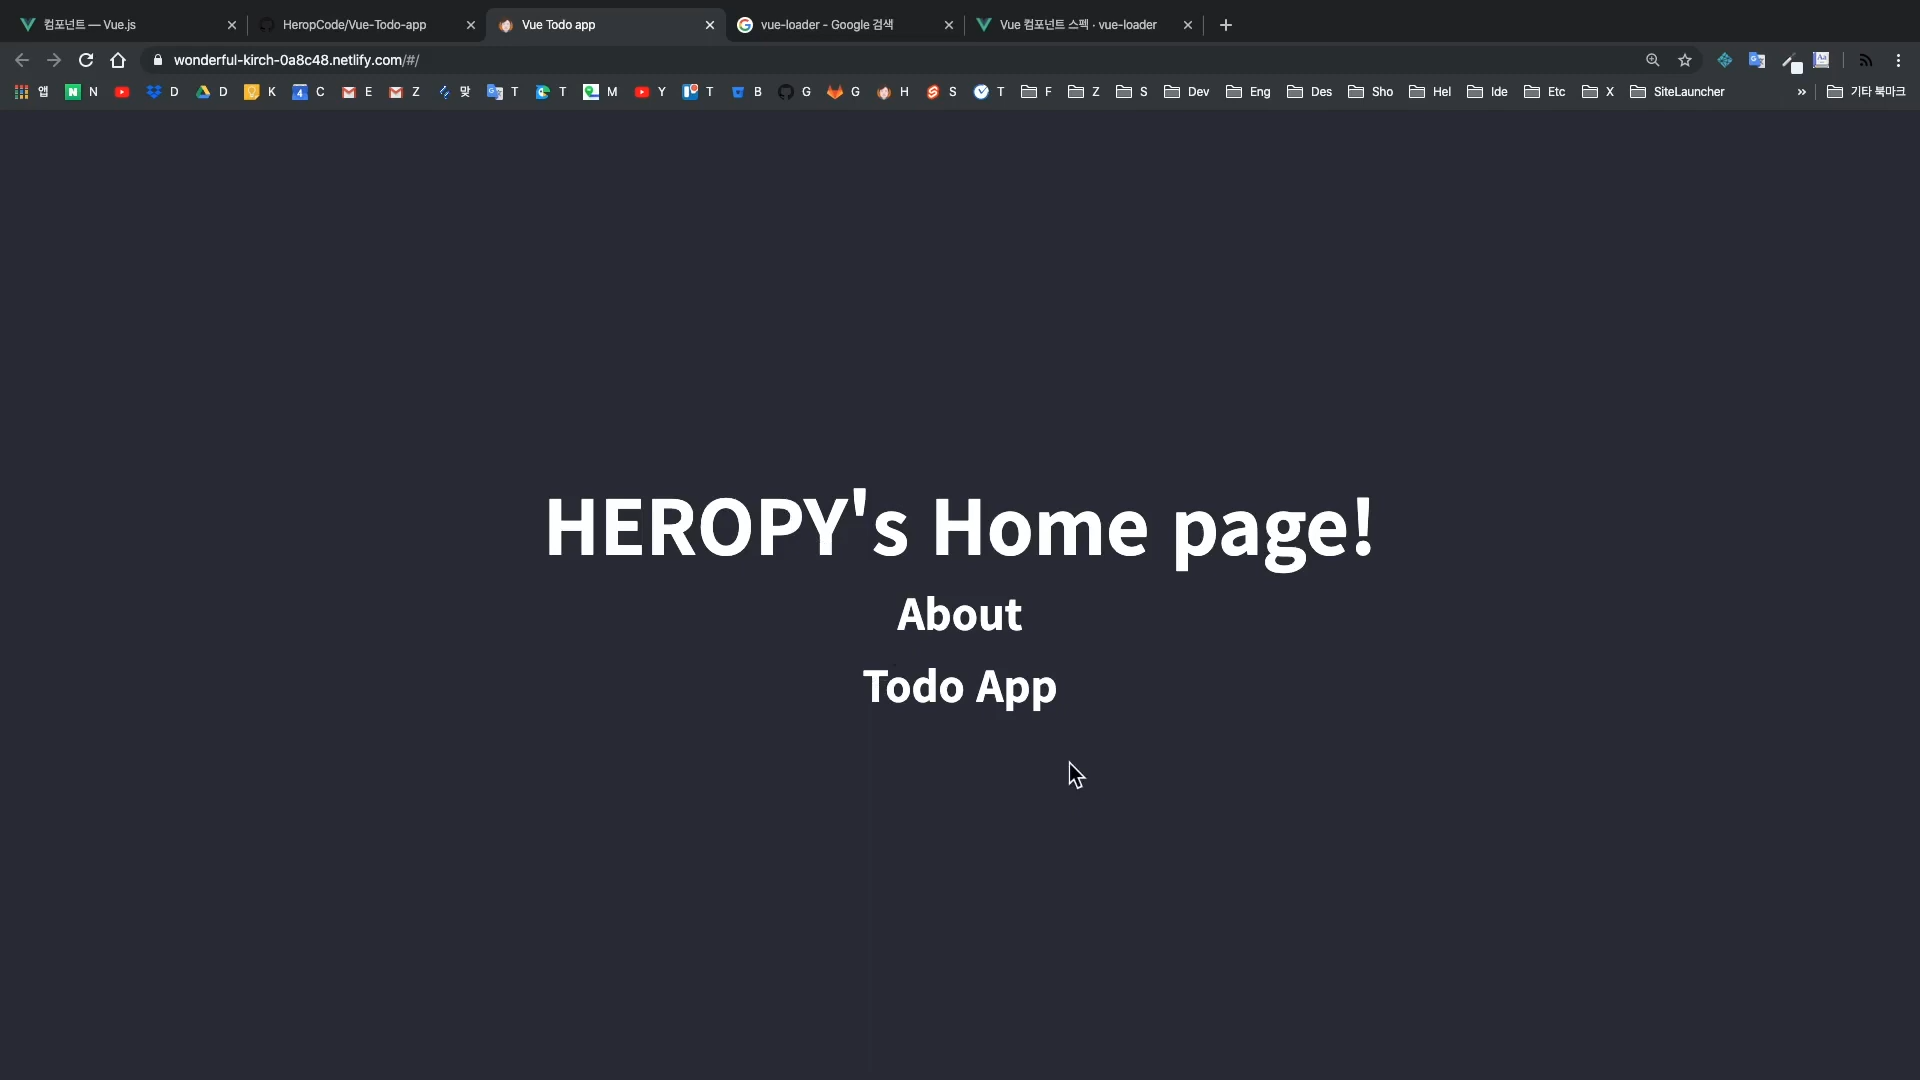 컴포넌트 — Vue.js
HeropCode/Vue-Todo-app
Vue Todo app
vue-loader - Google 검색
Vue 컴포넌트 스펙 · vue-loader
wonderful-kirch-0a8c48.netlify.com/#/
앱 N D D K C E Z 맞 T T M Y T B G G H S T F Z S Dev Eng Des Sho Hel Ide Etc X SiteLauncher » 기타 북마크
HEROPY's Home page!
About
Todo App